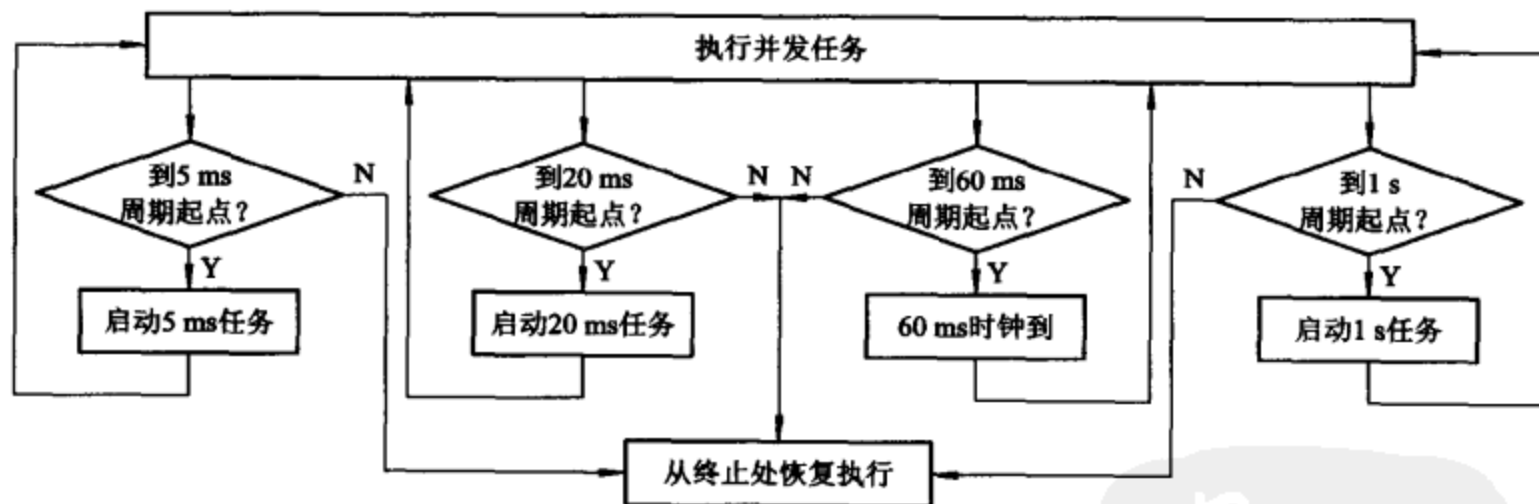 执行并发任务
到5 ms
周期起点?
N
到20 ms
周期起点?
N
N
到60 ms
周期起点?
N
到1 s
周期起点?
Y
Y
Y
Y
启动5 ms任务
启动20 ms任务
60 ms时钟到
启动1 s任务
从终止处恢复执行